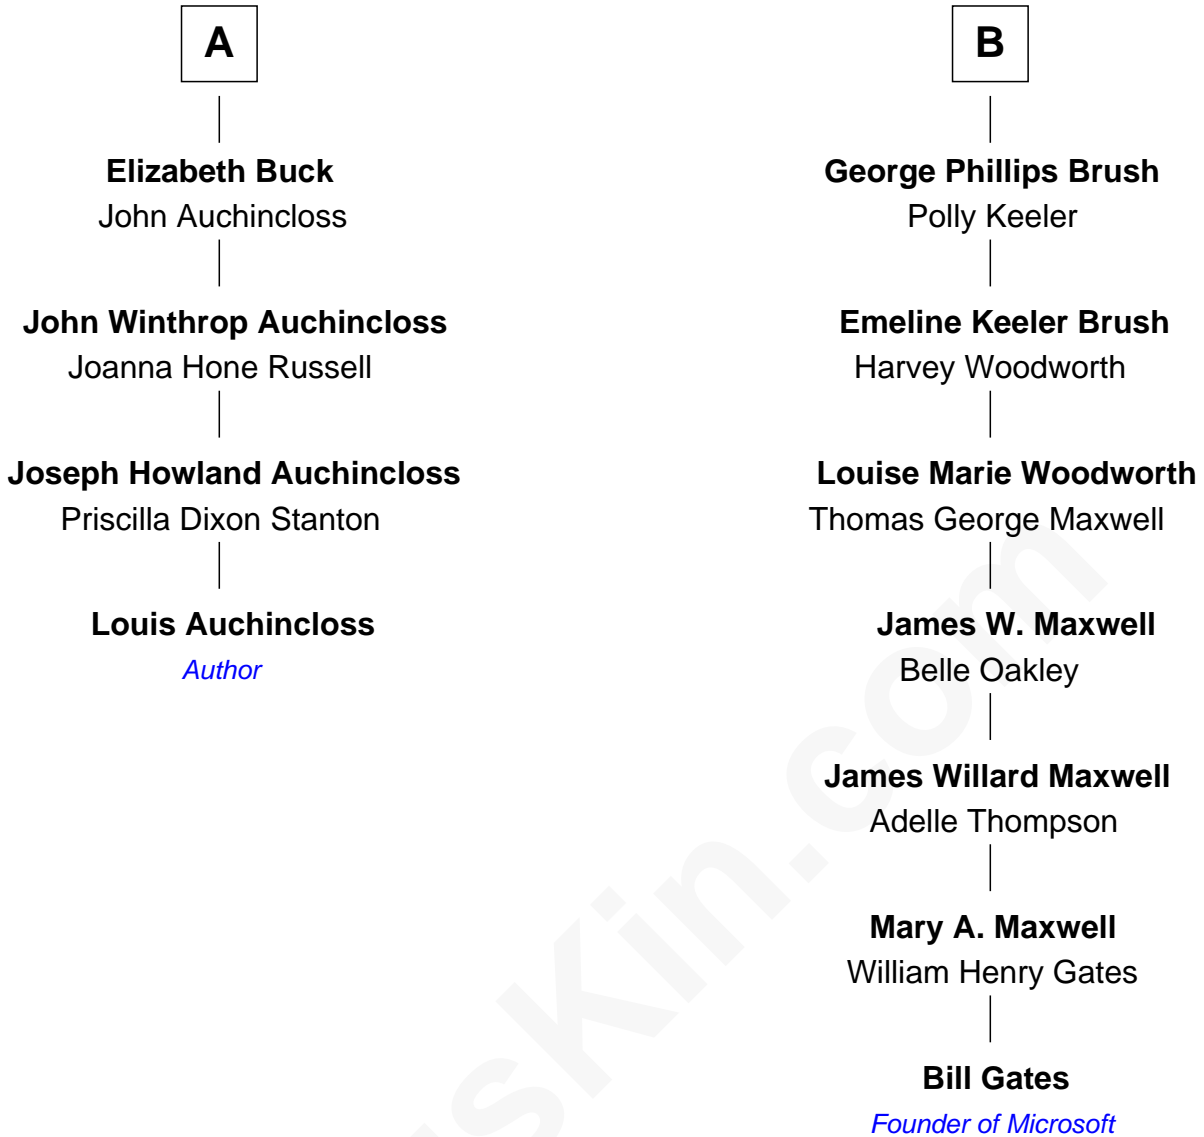 A
Elizabeth Buck
John Auchincloss
John Winthrop Auchincloss
Joanna Hone Russell
Joseph Howland Auchincloss
Priscilla Dixon Stanton
Louis Auchincloss
Author
B
George Phillips Brush
Polly Keeler
Emeline Keeler Brush
Harvey Woodworth
Louise Marie Woodworth
Thomas George Maxwell
James W. Maxwell
Belle Oakley
James Willard Maxwell
Adelle Thompson
Mary A. Maxwell
William Henry Gates
Bill Gates
Founder of Microsoft
usKin.com